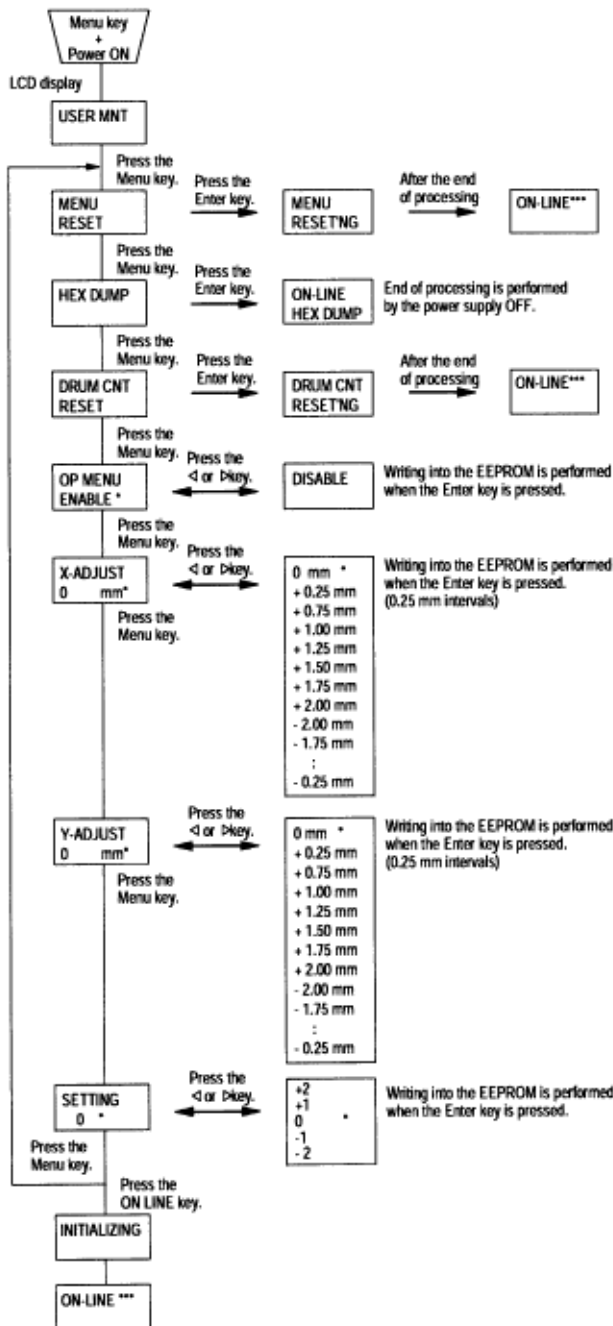 Menu key
+
Power ON
LCD display
USER MNT
Press the
Menu key.
MENU
RESET
Press the
Enter key.
MENU
RESET'NG
After the end
of processing
ON-LINE***
Press the
Menu key.
HEX DUMP
Press the
Enter key.
ON-LINE
HEX DUMP
End of processing is performed
by the power supply OFF.
Press the
Menu key.
DRUM CNT
RESET
Press the
Enter key.
DRUM CNT
RESET'NG
After the end
of processing
ON-LINE***
Press the
Menu key.
OP MENU
ENABLE *
Press the
◁ or ▷key.
DISABLE
Writing into the EEPROM is performed
when the Enter key is pressed.
Press the
Menu key.
X-ADJUST
0 mm*
Press the
◁ or ▷key.
0 mm *
+ 0.25 mm
+ 0.75 mm
+ 1.00 mm
+ 1.25 mm
+ 1.50 mm
+ 1.75 mm
+ 2.00 mm
- 2.00 mm
- 1.75 mm
:
- 0.25 mm
Writing into the EEPROM is performed
when the Enter key is pressed.
(0.25 mm intervals)
Press the
Menu key.
Y-ADJUST
0 mm*
Press the
◁ or ▷key.
0 mm *
+ 0.25 mm
+ 0.75 mm
+ 1.00 mm
+ 1.25 mm
+ 1.50 mm
+ 1.75 mm
+ 2.00 mm
- 2.00 mm
- 1.75 mm
:
- 0.25 mm
Writing into the EEPROM is performed
when the Enter key is pressed.
(0.25 mm intervals)
Press the
Menu key.
SETTING
0 *
Press the
◁ or ▷key.
+2
+1
0 *
-1
- 2
Writing into the EEPROM is performed
when the Enter key is pressed.
Press the
Menu key.
Press the
ON LINE key.
INITIALIZING
ON-LINE ***